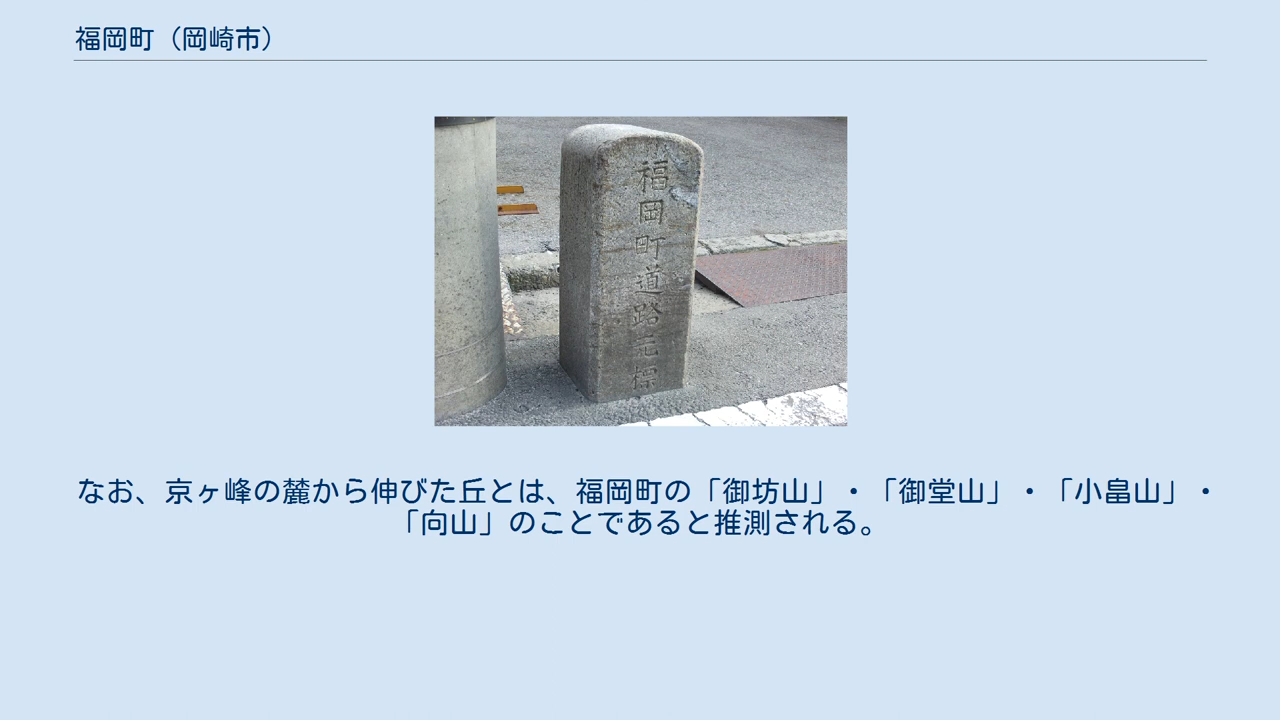 福岡町（岡崎市）
福岡町道路元標
なお、京ヶ峰の麓から伸びた丘とは、福岡町の「御坊山」・「御堂山」・「小畠山」・
「向山」のことであると推測される。